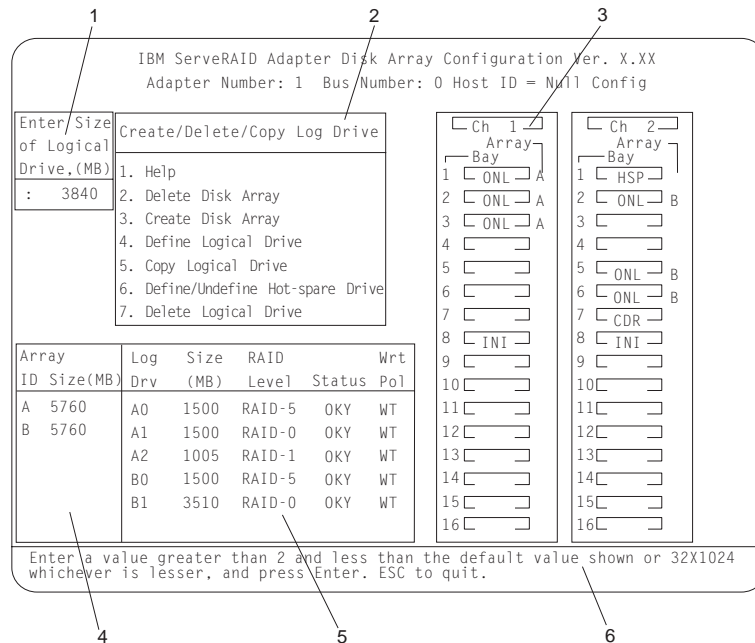 1
2
3
IBM ServeRAID Adapter Disk Array Configuration Ver. X.XX
Adapter Number: 1 Bus Number: 0 Host ID = Null Config
Enter Size
of Logical
Drive,(MB)
: 3840
Create/Delete/Copy Log Drive
1. Help
2. Delete Disk Array
3. Create Disk Array
4. Define Logical Drive
5. Copy Logical Drive
6. Define/Undefine Hot-spare Drive
7. Delete Logical Drive
Array
ID Size(MB)
A 5760
B 5760
Log Size RAID Wrt
Drv (MB) Level Status Pol
A0 1500 RAID-5 OKY WT
A1 1500 RAID-0 OKY WT
A2 1005 RAID-1 OKY WT
B0 1500 RAID-5 OKY WT
B1 3510 RAID-0 OKY WT
Ch 1
Array
Bay
1 ONL A
2 ONL A
3 ONL A
4
5
6
7
8 INI
9
10
11
12
13
14
15
16
Ch 2
Array
Bay
1 HSP
2 ONL B
3
4
5 ONL B
6 ONL B
7 CDR
8 INI
9
10
11
12
13
14
15
16
Enter a value greater than 2 and less than the default value shown or 32X1024
whichever is lesser, and press Enter. ESC to quit.
4
5
6